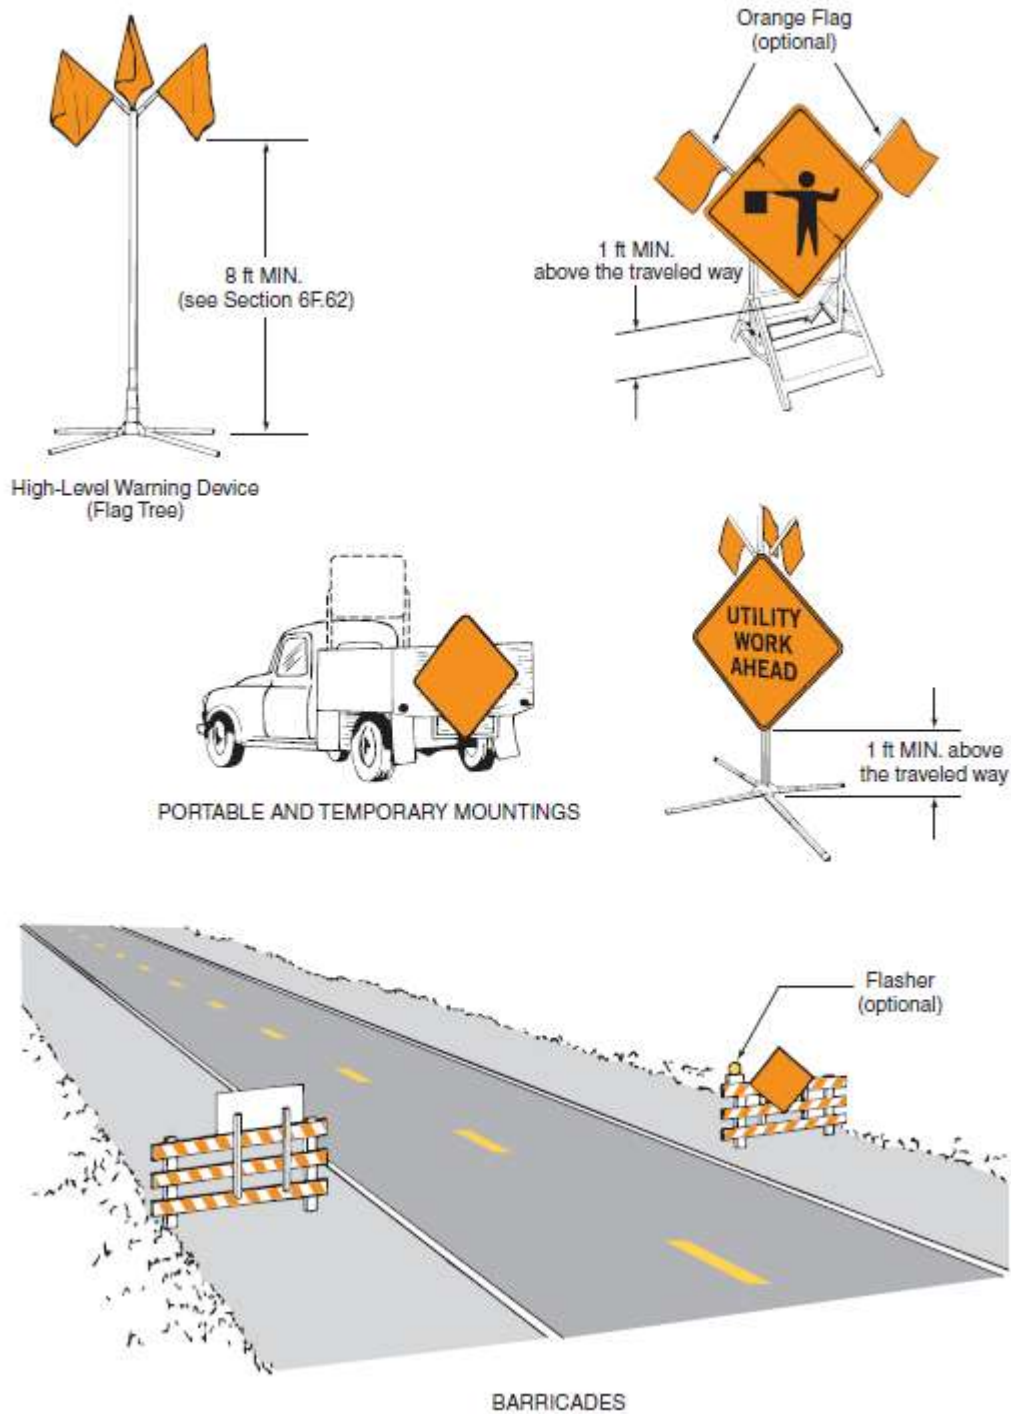 Orange Flag
(optional)
8 ft MIN.
(see Section 6F.62)
1 ft MIN.
above the traveled way
High-Level Warning Device
(Flag Tree)
UTILITY
WORK
AHEAD
1 ft MIN. above
the traveled way
PORTABLE AND TEMPORARY MOUNTINGS
Flasher
(optional)
BARRICADES